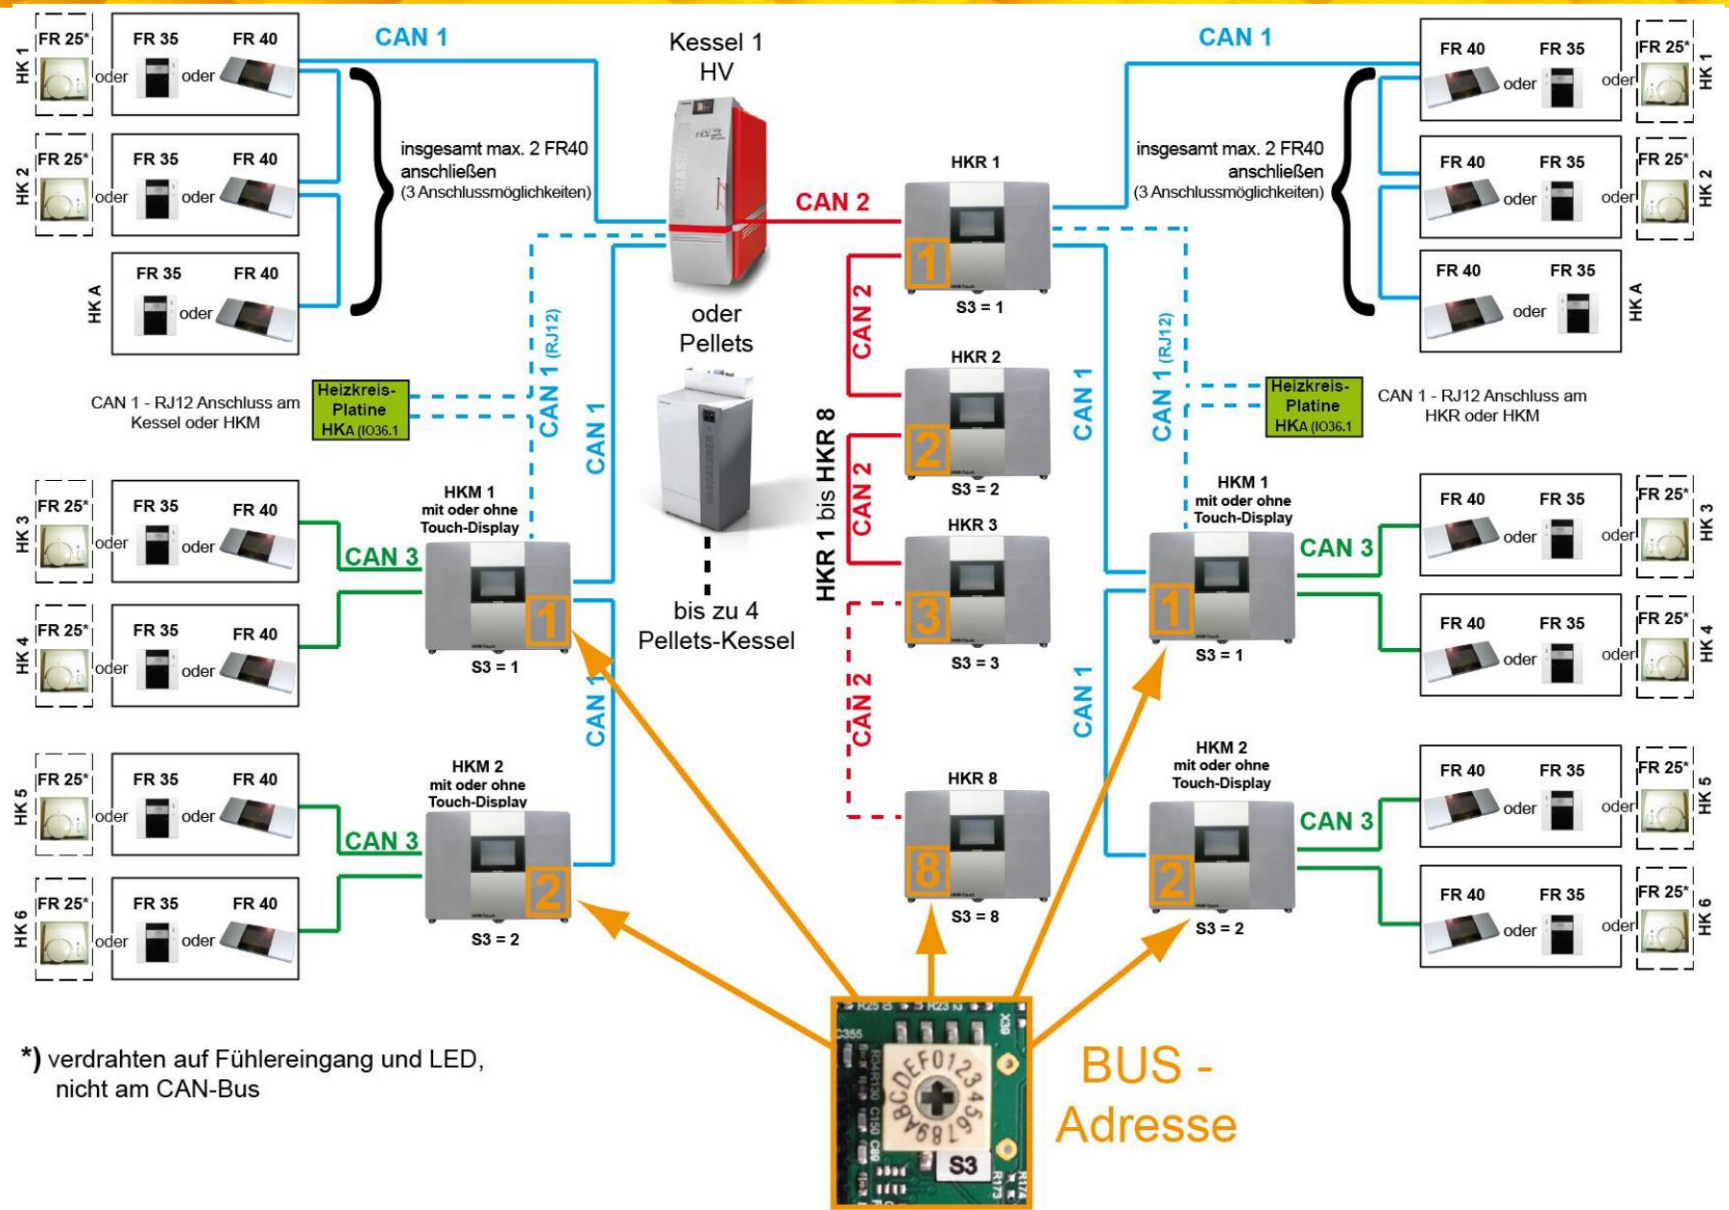 HK 1
FR 25*
oder
FR 35
oder
FR 40
CAN 1
HK 2
FR 25*
oder
FR 35
oder
FR 40
HK A
FR 35
oder
FR 40
insgesamt max. 2 FR40
anschließen
(3 Anschlussmöglichkeiten)
CAN 1 - RJ12 Anschluss am
Kessel oder HKM
Heizkreis-
Platine
HKA (IO36.1
CAN 1 (RJ12)
CAN 1
HK 3
FR 25*
oder
FR 35
oder
FR 40
CAN 3
HK 4
FR 25*
oder
FR 35
oder
FR 40
HKM 1
mit oder ohne
Touch-Display
1
S3 = 1
CAN 1
HK 5
FR 25*
oder
FR 35
oder
FR 40
CAN 3
HK 6
FR 25*
oder
FR 35
oder
FR 40
HKM 2
mit oder ohne
Touch-Display
2
S3 = 2
Kessel 1
HV
HARGASSNER
oder
Pellets
HARGASSNER
bis zu 4
Pellets-Kessel
CAN 2
HKR 1
1
S3 = 1
CAN 2
HKR 2
2
S3 = 2
CAN 2
HKR 3
3
S3 = 3
CAN 2
HKR 8
8
S3 = 8
HKR 1 bis HKR 8
CAN 1
FR 40
oder
FR 35
oder
FR 25*
HK 1
FR 40
oder
FR 35
oder
FR 25*
HK 2
FR 40
oder
FR 35
HK A
insgesamt max. 2 FR40
anschließen
(3 Anschlussmöglichkeiten)
CAN 1
CAN 1 (RJ12)
Heizkreis-
Platine
HKA (IO36.1
CAN 1 - RJ12 Anschluss am
HKR oder HKM
HKM 1
mit oder ohne
Touch-Display
1
S3 = 1
CAN 3
FR 40
oder
FR 35
oder
FR 25*
HK 3
FR 40
oder
FR 35
oder
FR 25*
HK 4
CAN 1
HKM 2
mit oder ohne
Touch-Display
2
S3 = 2
CAN 3
FR 40
oder
FR 35
oder
FR 25*
HK 5
FR 40
oder
FR 35
oder
FR 25*
HK 6
*) verdrahten auf Fühlereingang und LED,
nicht am CAN-Bus
R25
R23
X39
C355
R130
C150
C89
0123456789ABCDEF
S3
R173
R174
BUS -
Adresse